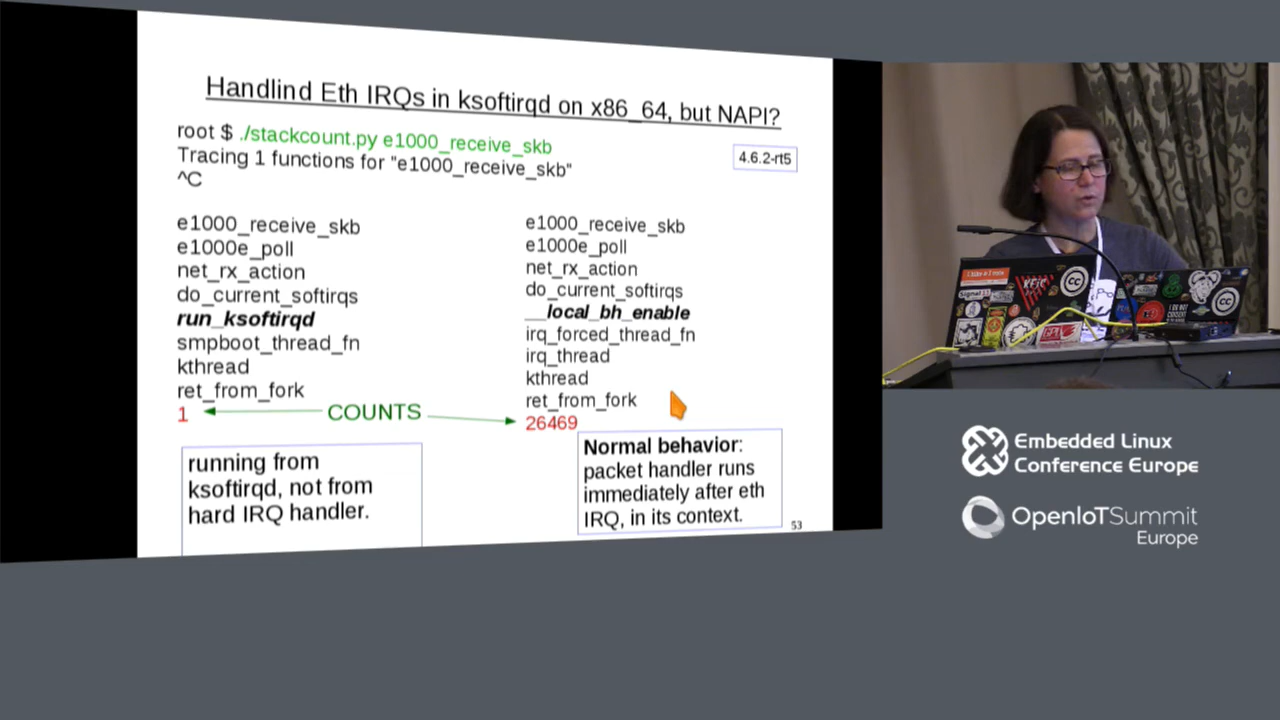 Handlind Eth IRQs in ksoftirqd on x86_64, but NAPI?
root $ ./stackcount.py e1000_receive_skb
Tracing 1 functions for "e1000_receive_skb"
^C
4.6.2-rt5
e1000_receive_skb
e1000e_poll
net_rx_action
do_current_softirqs
run_ksoftirqd
smpboot_thread_fn
kthread
ret_from_fork
1
COUNTS
e1000_receive_skb
e1000e_poll
net_rx_action
do_current_softirqs
__local_bh_enable
irq_forced_thread_fn
irq_thread
kthread
ret_from_fork
26469
running from
ksoftirqd, not from
hard IRQ handler.
Normal behavior:
packet handler runs
immediately after eth
IRQ, in its context.
53
Embedded Linux
Conference Europe
OpenIoTSummit
Europe